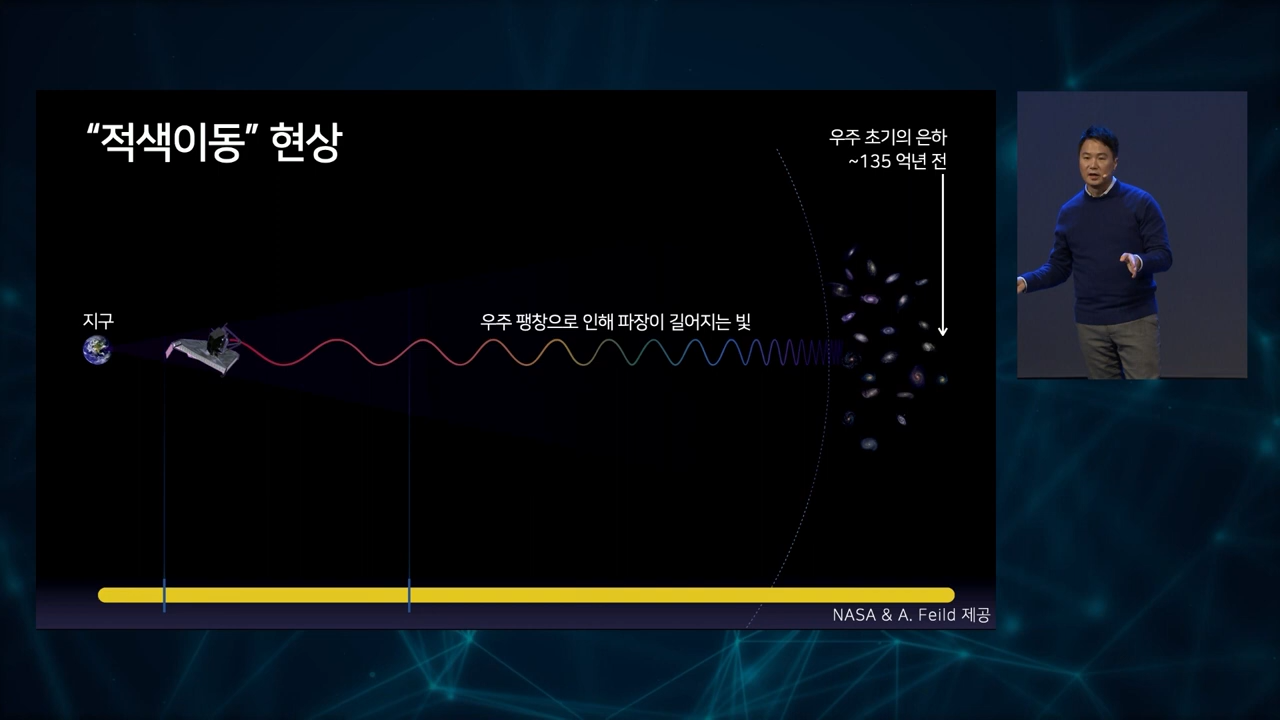 “적색이동” 현상
우주 초기의 은하
~135 억년 전
지구
우주 팽창으로 인해 파장이 길어지는 빛
NASA & A. Feild 제공